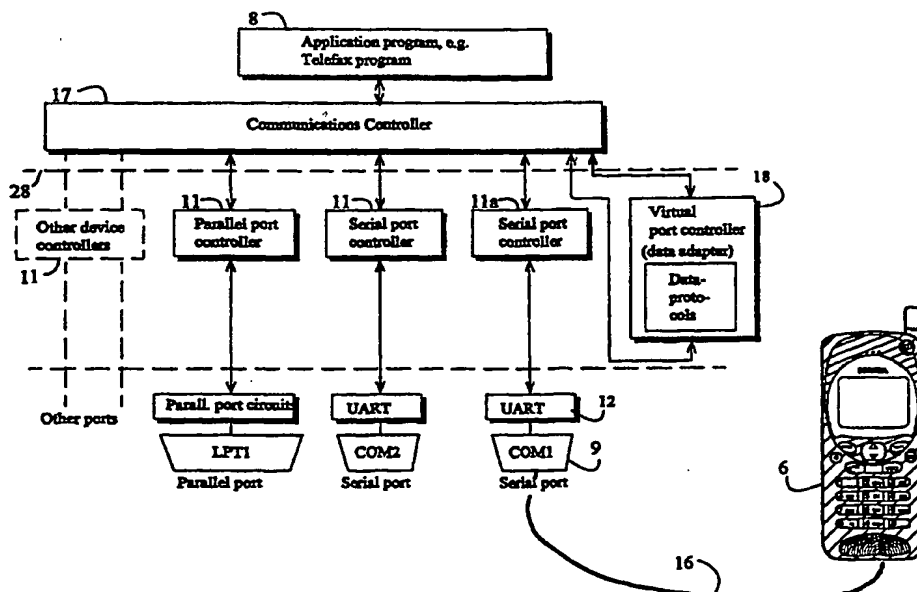 8
Application program, e.g.
Telefax program
17
Communications Controller
28
18
11
11
11a
Other device
controllers
11
Parallel port
controller
Serial port
controller
Serial port
controller
Virtual
port controller
(data adapter)
Data-
proto-
cols
Other ports
Parall. port circuits
UART
UART
12
LPT1
COM2
COM1
9
Parallel port
Serial port
Serial port
6
16